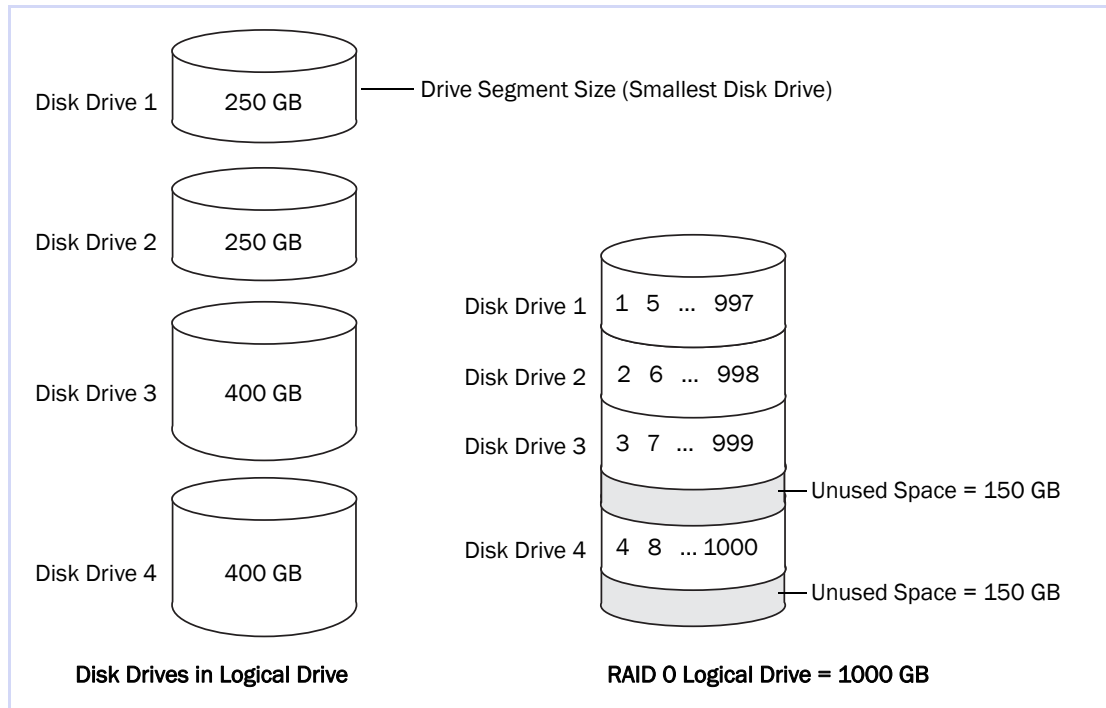 Disk Drive 1
250 GB
Drive Segment Size (Smallest Disk Drive)
Disk Drive 2
250 GB
Disk Drive 3
400 GB
Disk Drive 4
400 GB
Disk Drives in Logical Drive
Disk Drive 1
1 5 ... 997
Disk Drive 2
2 6 ... 998
Disk Drive 3
3 7 ... 999
Unused Space = 150 GB
Disk Drive 4
4 8 ... 1000
Unused Space = 150 GB
RAID 0 Logical Drive = 1000 GB